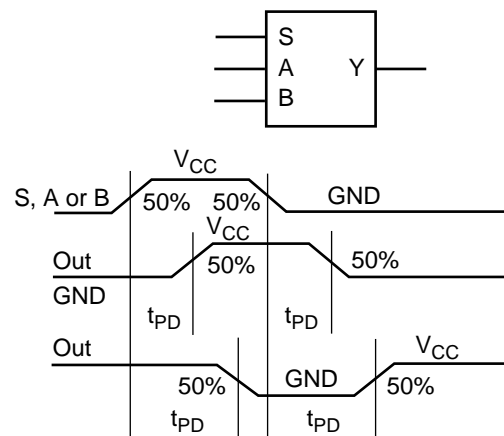 S
A Y
B
V_CC
S, A or B 50% 50% GND
V_CC
Out 50% 50%
GND
t_PD t_PD
Out V_CC
50% GND 50%
t_PD t_PD